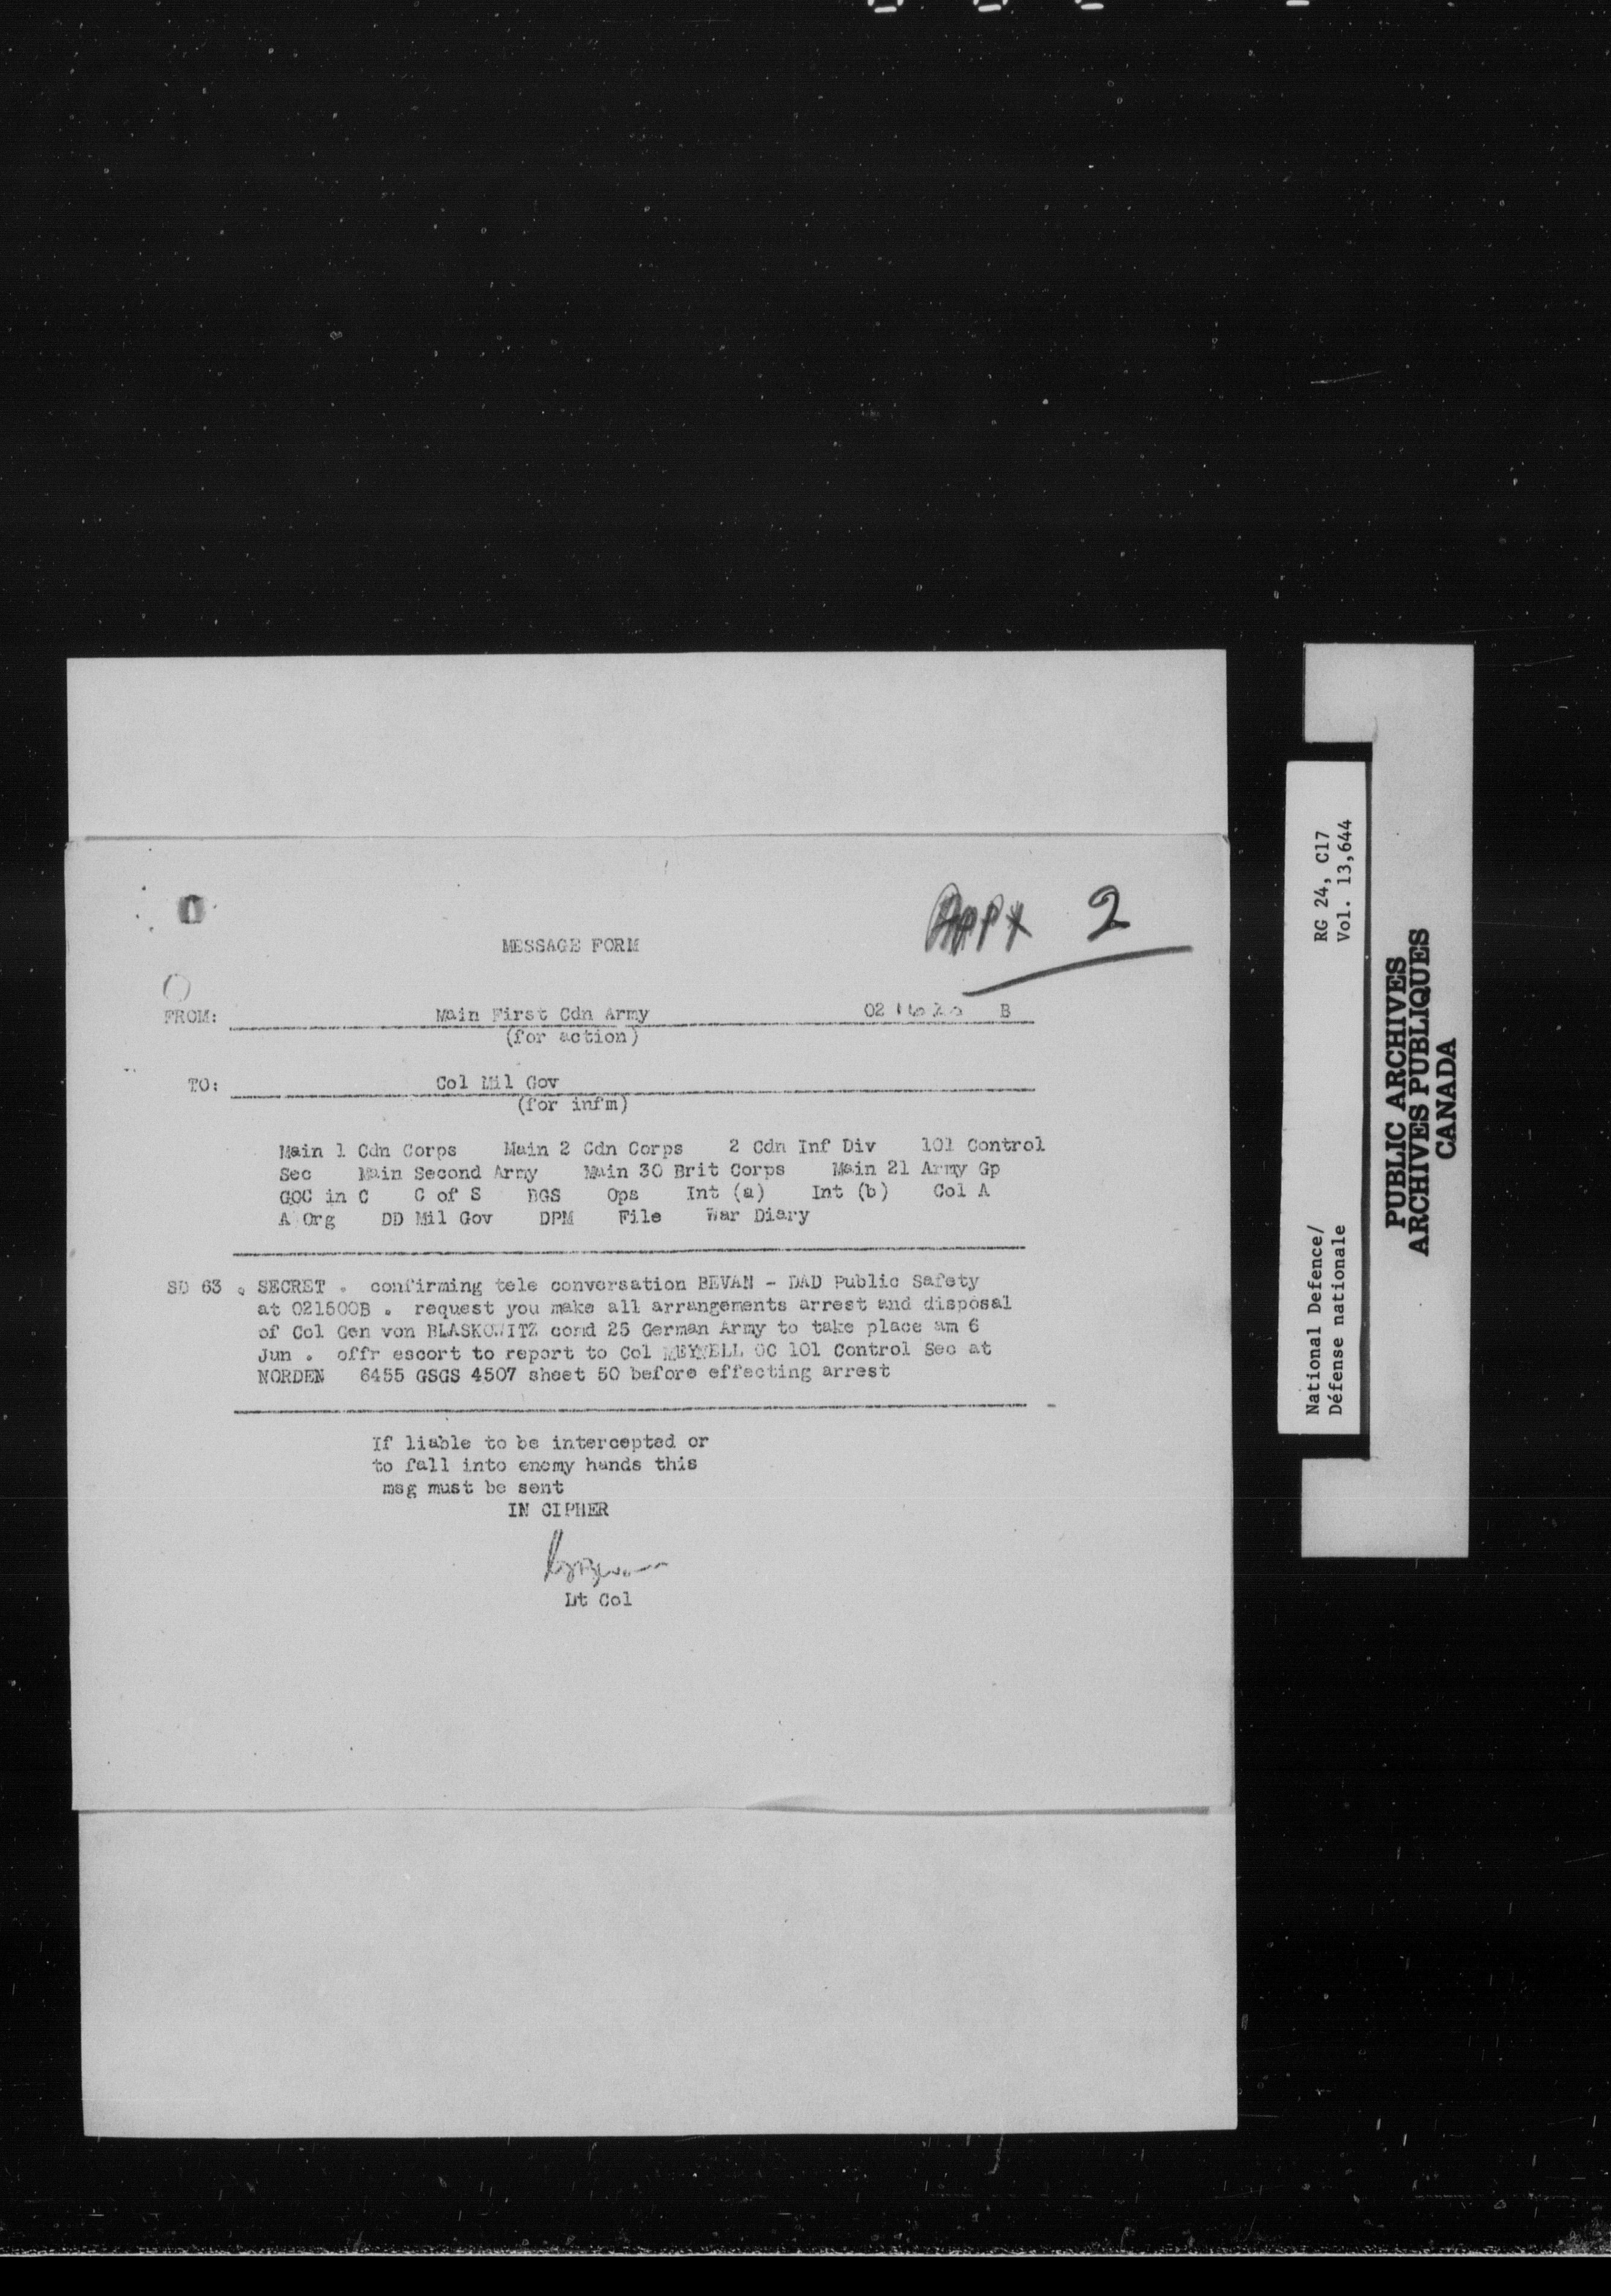 Appx 2
MESSAGE FORM
FROM: Main First Cdn Army 02 B
(for action)
TO: Col Mil Gov
(for infm)
Main 1 Cdn Corps Main 2 Cdn Corps 2 Cdn Inf Div 101 Control
Sec Main Second Army Main 30 Brit Corps Main 21 Army Gp
GOC in C C of S BGS Ops Int (a) Int (b) Col A
A Org DD Mil Gov DPM File War Diary
SD 63 . SECRET . confirming tele conversation BEVAN - DAD Public Safety
at 021500B . request you make all arrangements arrest and disposal
of Col Gen von BLASKOWITZ comd 25 German Army to take place am 6
Jun . offr escort to report to Col MEYNELL OC 101 Control Sec at
NORDEN 6455 GSGS 4507 sheet 50 before effecting arrest
If liable to be intercepted or
to fall into enemy hands this
msg must be sent
IN CIPHER
Lt Col
RG 24, C17
Vol. 13,644
National Defence/
Défense nationale
PUBLIC ARCHIVES
ARCHIVES PUBLIQUES
CANADA